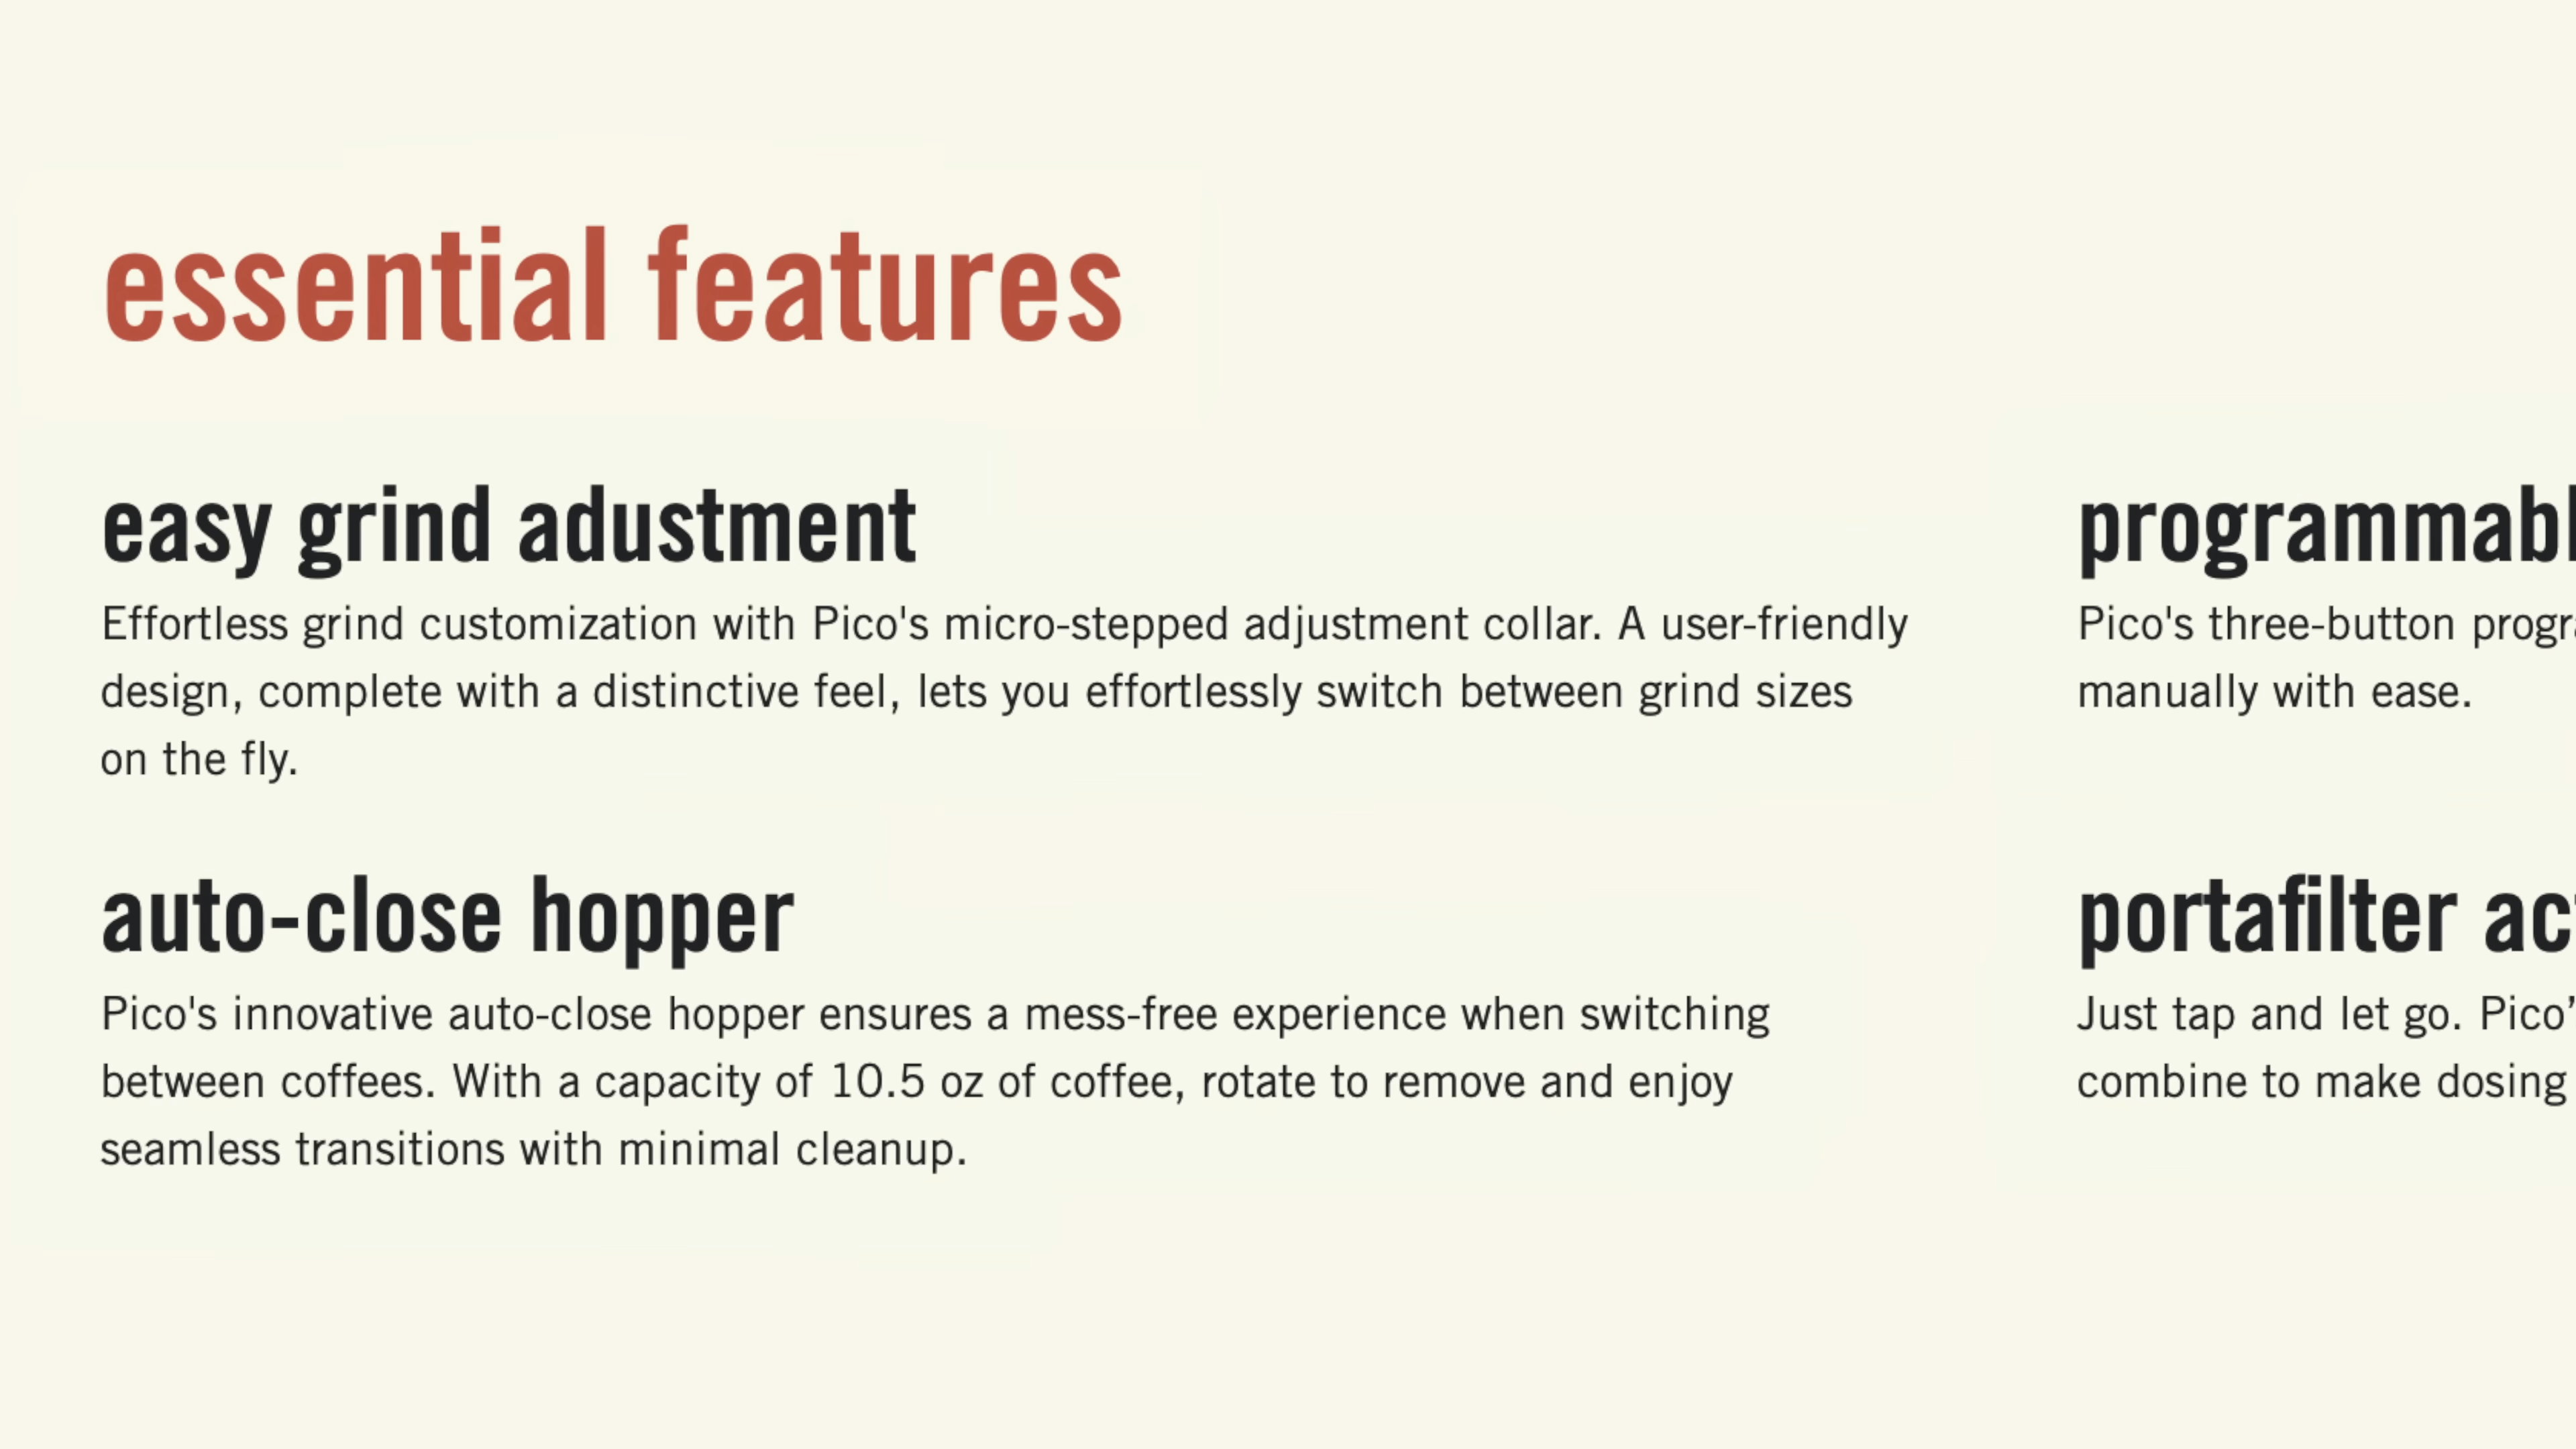 essential features
easy grind adustment
Effortless grind customization with Pico's micro-stepped adjustment collar. A user-friendly
design, complete with a distinctive feel, lets you effortlessly switch between grind sizes
on the fly.
auto-close hopper
Pico's innovative auto-close hopper ensures a mess-free experience when switching
between coffees. With a capacity of 10.5 oz of coffee, rotate to remove and enjoy
seamless transitions with minimal cleanup.
Pico's three-button
manually with ease.
portafilter
Just tap and let go. Pico’
combine to make dosing